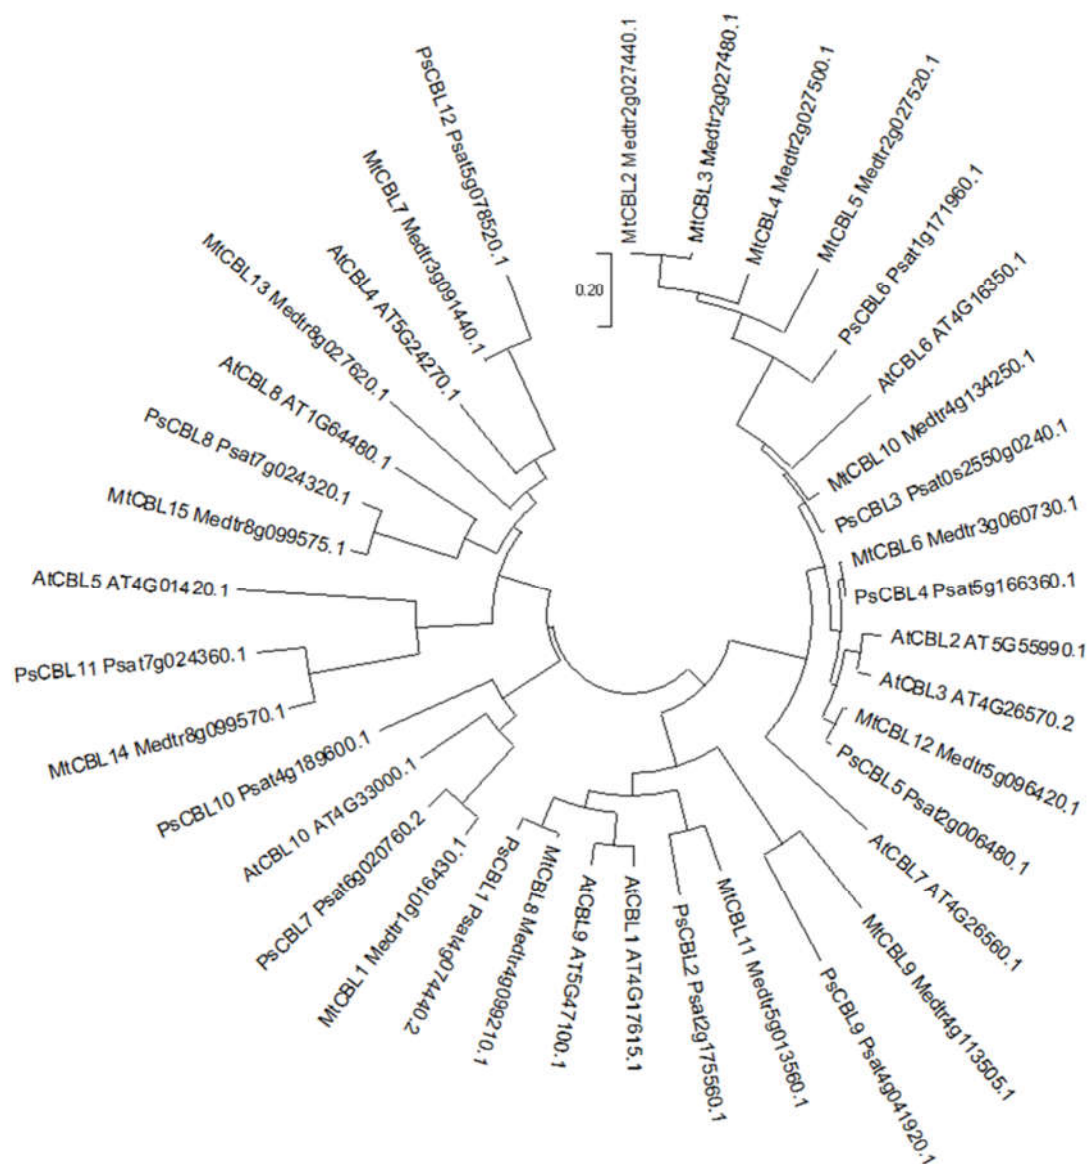 MtCBL2 Medtr2g027440.1
MtCBL3 Medtr2g027480.1
MtCBL4 Medtr2g027500.1
MtCBL5 Medtr2g027520.1
PsCBL6 Psat1g171960.1
AtCBL6 AT4G16350.1
MtCBL10 Medtr4g134250.1
PsCBL3 Psat0s2550g0240.1
MtCBL6 Medtr3g060730.1
PsCBL4 Psat5g166360.1
AtCBL2 AT5G55990.1
AtCBL3 AT4G26570.2
MtCBL12 Medtr5g096420.1
PsCBL5 Psat2g006480.1
AtCBL7 AT4G26560.1
MtCBL9 Medtr4g113505.1
PsCBL9 Psat4g041920.1
MtCBL11 Medtr5g013560.1
PsCBL2 Psat2g175560.1
AtCBL1 AT4G17615.1
AtCBL9 AT5G47100.1
MtCBL8 Medtr4g099210.1
PsCBL1 Psat4g074440.2
MtCBL1 Medtr1g016430.1
PsCBL7 Psat6g020760.2
AtCBL10 AT4G33000.1
PsCBL10 Psat4g189600.1
MtCBL14 Medtr8g099570.1
PsCBL11 Psat7g024360.1
AtCBL5 AT4G01420.1
MtCBL15 Medtr8g099575.1
PsCBL8 Psat7g024320.1
AtCBL8 AT1G64480.1
MtCBL13 Medtr8g027620.1
AtCBL4 AT5G24270.1
MtCBL7 Medtr3g091440.1
PsCBL12 Psat5g078520.1
0.20